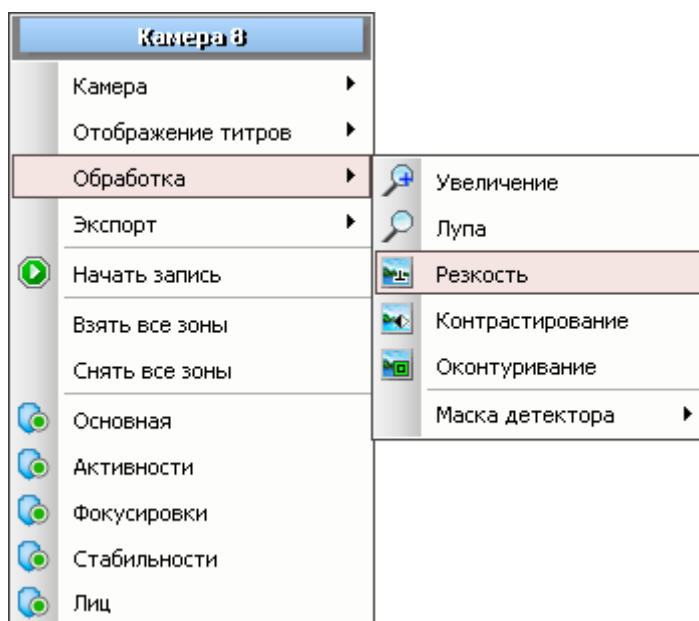 Камера 8
Камера
Отображение титров
Обработка
Экспорт
Начать запись
Взять все зоны
Снять все зоны
Основная
Активности
Фокусировки
Стабильности
Лиц
Увеличение
Лупа
Резкость
Контрастирование
Оконтуривание
Маска детектора